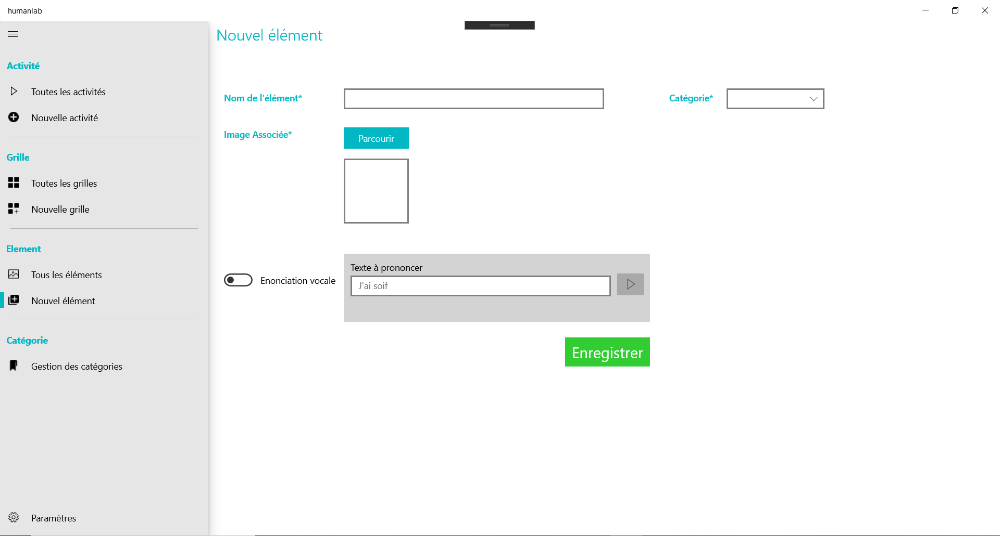 humanlab
Nouvel élément
Activité
Toutes les activités
Nouvelle activité
Grille
Toutes les grilles
Nouvelle grille
Element
Tous les éléments
Nouvel élément
Catégorie
Gestion des catégories
Paramètres
Nom de l'élément*
Catégorie*
Image Associée*
Parcourir
Enonciation vocale
Texte à prononcer
J'ai soif
Enregistrer